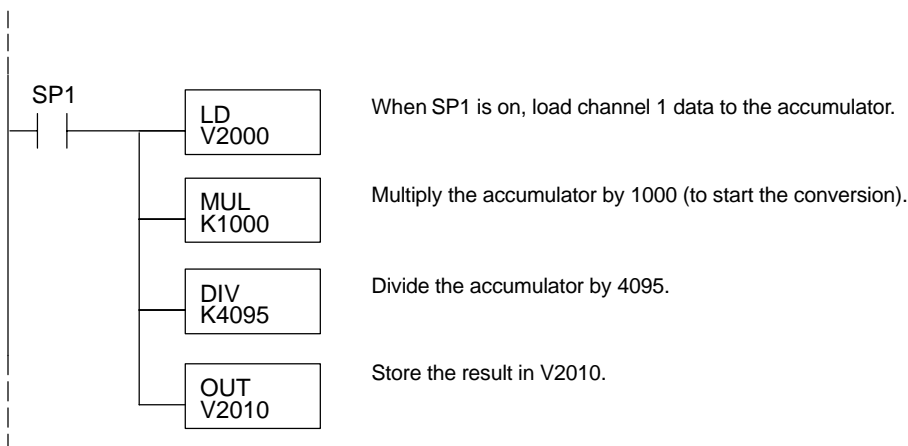 SP1
LD
V2000
When SP1 is on, load channel 1 data to the accumulator.
MUL
K1000
Multiply the accumulator by 1000 (to start the conversion).
DIV
K4095
Divide the accumulator by 4095.
OUT
V2010
Store the result in V2010.